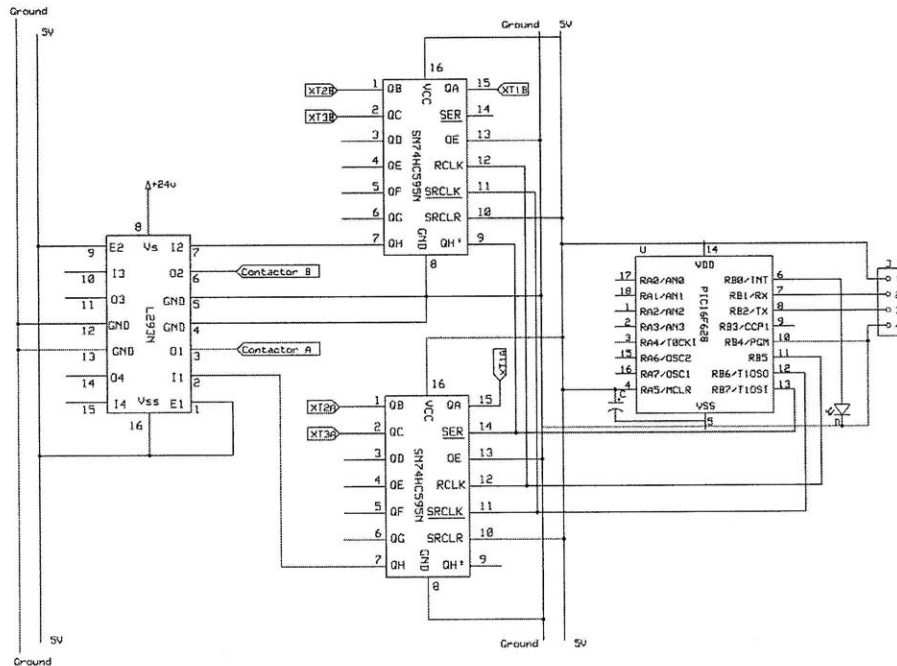 Ground
5V
Ground
5V
16
VCC
XT2B
1
QB
QA
15
XT1B
XT3B
2
QC
SER
14
3
QD
OE
13
4
QE
RCLK
12
5
QF
SRCLK
11
6
QG
SRCLR
10
7
QH
QH'
9
SN74HC595N
GND
8
+24v
8
Vs
9
E2
I2
7
10
I3
O2
6
Contactor B
11
O3
GND
5
12
GND
GND
4
13
GND
O1
3
Contactor A
14
O4
I1
2
15
I4
E1
1
Vss
16
L293N
16
VCC
XT2A
1
QB
QA
15
XT1A
XT3A
2
QC
SER
14
3
QD
OE
13
4
QE
RCLK
12
5
QF
SRCLK
11
6
QG
SRCLR
10
7
QH
QH'
9
SN74HC595N
GND
8
U
14
VDD
17
RA0/AN0
RB0/INT
6
18
RA1/AN1
RB1/RX
7
1
RA2/AN2
RB2/TX
8
2
RA3/AN3
RB3/CCP1
9
3
RA4/T0CKI
RB4/PGM
10
15
RA6/OSC2
RB5
11
16
RA7/OSC1
RB6/T1OSO
12
4
RA5/MCLR
RB7/T1OSI
13
PIC16F628
VSS
5
C
J
Ground
5V
5V
Ground